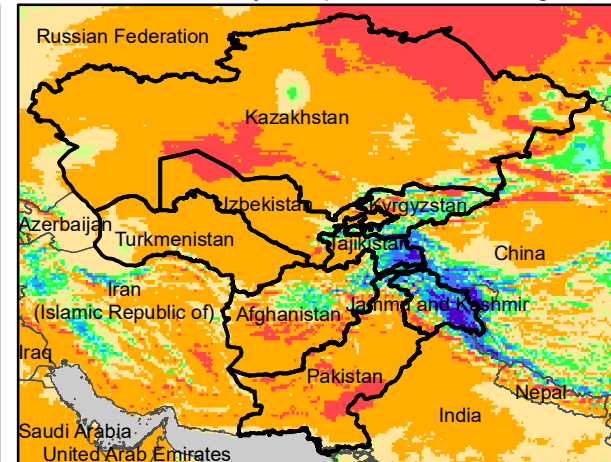 Russian Federation
Kazakhstan
Uzbekistan
Kyrgyzstan
Azerbaijan
Turkmenistan
Tajikistan
China
Iran
(Islamic Republic of)
Afghanistan
Jammu and Kashmir
Iraq
Pakistan
Nepal
India
Saudi Arabia
United Arab Emirates